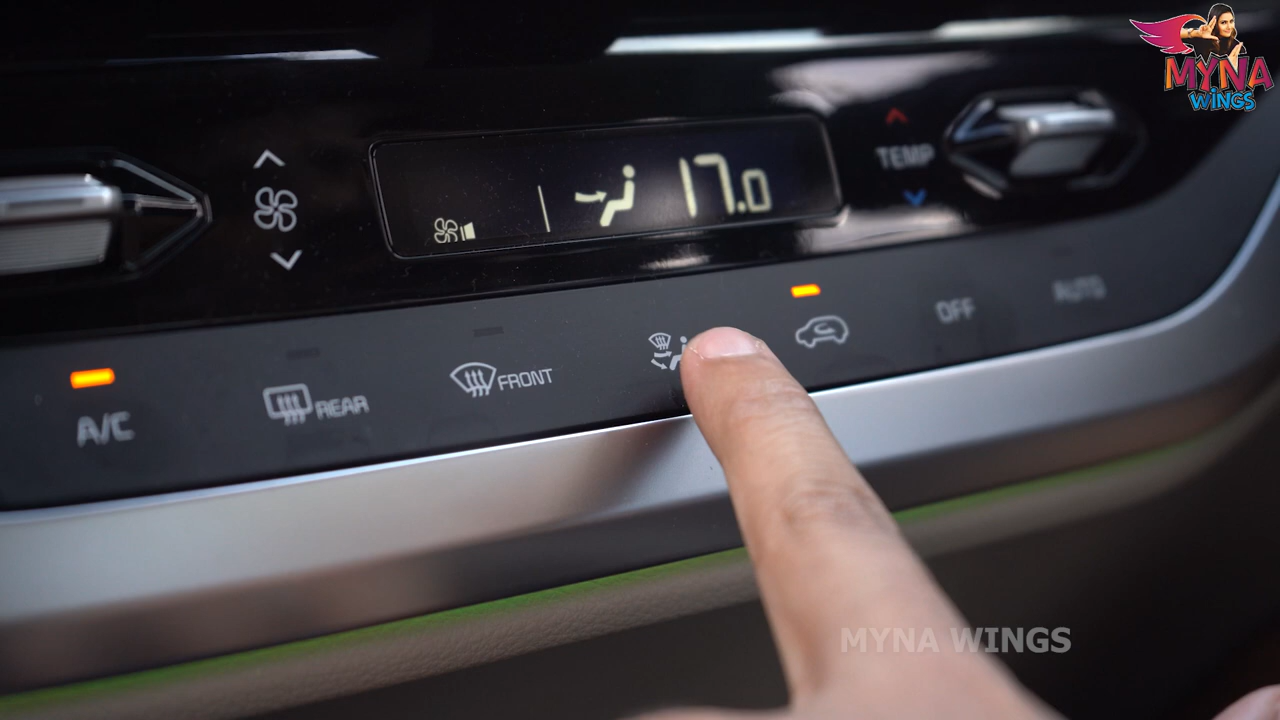 MYNA
WINGS
TEMP
17.0
A/C
REAR
FRONT
OFF
AUTO
MYNA WINGS